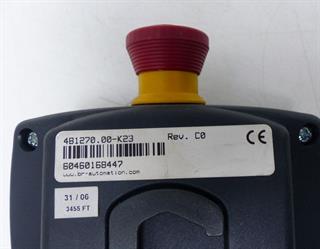 4B1270.00-K23 Rev. C0
60460168447
www.br-automation.com
CE
31 / 06
3455 FT